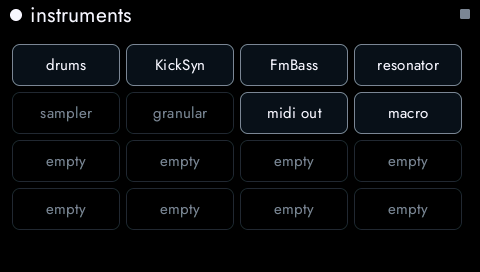 instruments
drums KickSyn FmBass resonator
sampler granular midi out macro
empty empty empty empty
empty empty empty empty